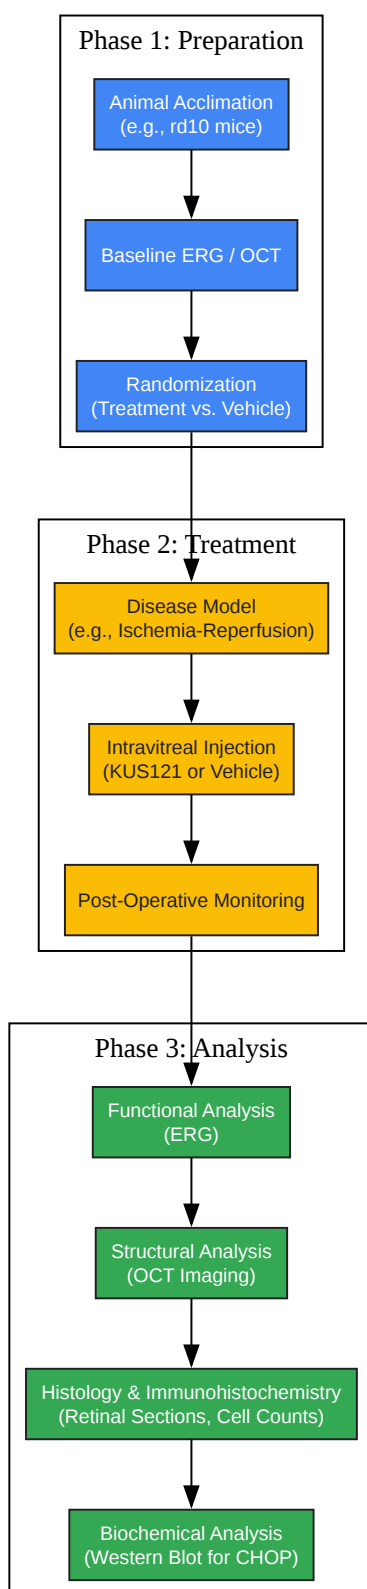 Phase 1: Preparation
Animal Acclimation
(e.g., rd10 mice)
Baseline ERG / OCT
Randomization
(Treatment vs. Vehicle)
Phase 2: Treatment
Disease Model
(e.g., Ischemia-Reperfusion)
Intravitreal Injection
(KUS121 or Vehicle)
Post-Operative Monitoring
Phase 3: Analysis
Functional Analysis
(ERG)
Structural Analysis
(OCT Imaging)
Histology & Immunohistochemistry
(Retinal Sections, Cell Counts)
Biochemical Analysis
(Western Blot for CHOP)